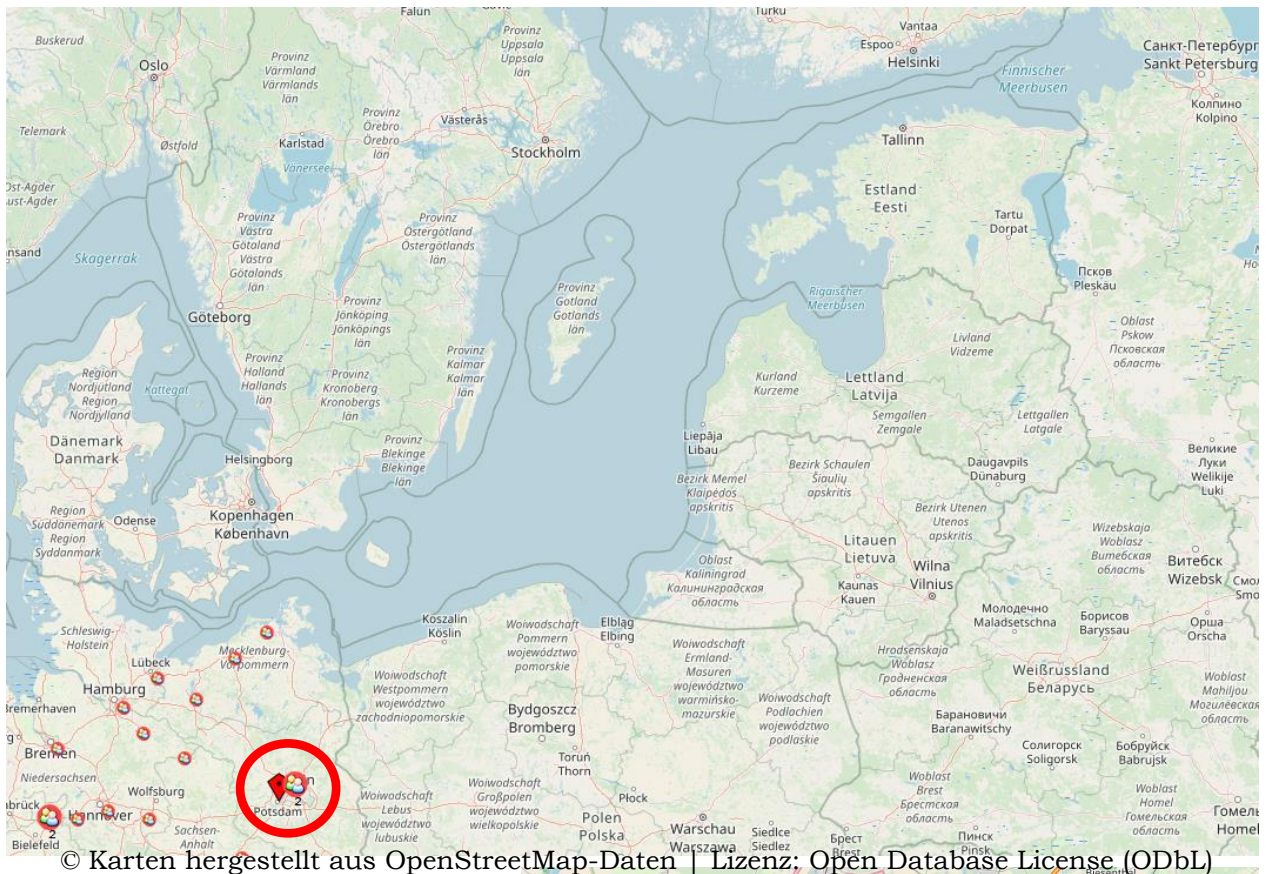 Buskerud
Oslo
Falun
Provinz
Uppsala
Uppsala
län
Turku
Vantaa
Espoo
Helsinki
Finnischer
Meerbusen
Санкт-Петербург
Sankt Petersburg
Колпино
Kolpino
Provinz
Värmland
Värmlands
län
Telemark
Østfold
Karlstad
Vänersee
Provinz
Örebro
Örebro
län
Västerås
Stockholm
Tallinn
Estland
Eesti
Tartu
Dorpat
Псков
Pleskau
Skagerrak
Provinz
Västra
Götaland
Västra
Götalands
län
Provinz
Östergötland
Östergötlands
län
Göteborg
Provinz
Jönköping
Jönköpings
län
Provinz
Gotland
Gotlands
län
Rigaischer
Meerbusen
Livland
Vidzeme
Oblast
Pskow
Псковская
область
Region
Nordjütland
Region
Nordjylland
Kattegat
Provinz
Halland
Hallands
län
Provinz
Kronoberg
Kronobergs
län
Provinz
Kalmar
Kalmar
län
Kurland
Kurzeme
Lettland
Latvija
Semgallen
Zemgale
Lettgallen
Latgale
Dänemark
Danmark
Helsingborg
Provinz
Blekinge
Blekinge
län
Liepāja
Libau
Bezirk Schaulen
Šiaulių
apskritis
Daugavpils
Dünaburg
Великие
Луки
Welikije
Luki
Region
Süddänemark
Region
Syddanmark
Odense
Kopenhagen
København
Bezirk Memel
Klaipėdos
apskritis
Bezirk Utenen
Utenos
apskritis
Litauen
Lietuva
Wilna
Vilnius
Kaunas
Kauen
Wizebskaja
Woblasz
Витебск
Wizebsk
Oblast
Kaliningrad
Калининградская
область
Молодечно
Maladsetschna
Борисов
Baryssau
Орша
Orscha
Schleswig-
Holstein
Lübeck
Mecklenburg-
Vorpommern
Koszalin
Köslin
Woiwodschaft
Pommern
województwo
pomorskie
Elbląg
Elbing
Woiwodschaft
Ermland-
Masuren
województwo
warmińsko-
mazurskie
Hrodsenskaja
Woblasz
Гродненская
область
Weißrussland
Беларусь
Hamburg
Bremerhaven
Woiwodschaft
Westpommern
województwo
zachodniopomorskie
Bydgoszcz
Bromberg
Woiwodschaft
Podlachien
województwo
podlaskie
Барановичи
Baranawitschy
Woblast
Mahiljou
Bremen
Niedersachsen
Wolfsburg
Hannover
Potsdam
2
2
Bielefeld
Sachsen-
Anhalt
Toruń
Thorn
Woiwodschaft
Lebus
województwo
lubuskie
Woiwodschaft
Großpolen
województwo
wielkopolskie
Płock
Polen
Polska
Warschau
Warszawa
Siedlce
Siedlez
Солигорск
Soligorsk
Бобруйск
Babrujsk
Woblast
Brest
Брестская
область
Брест
Brest
Пинск
Pinsk
Woblast
Homel
Гомельская
область
© Karten hergestellt aus OpenStreetMap-Daten | Lizenz: Open Database License (ODbL)